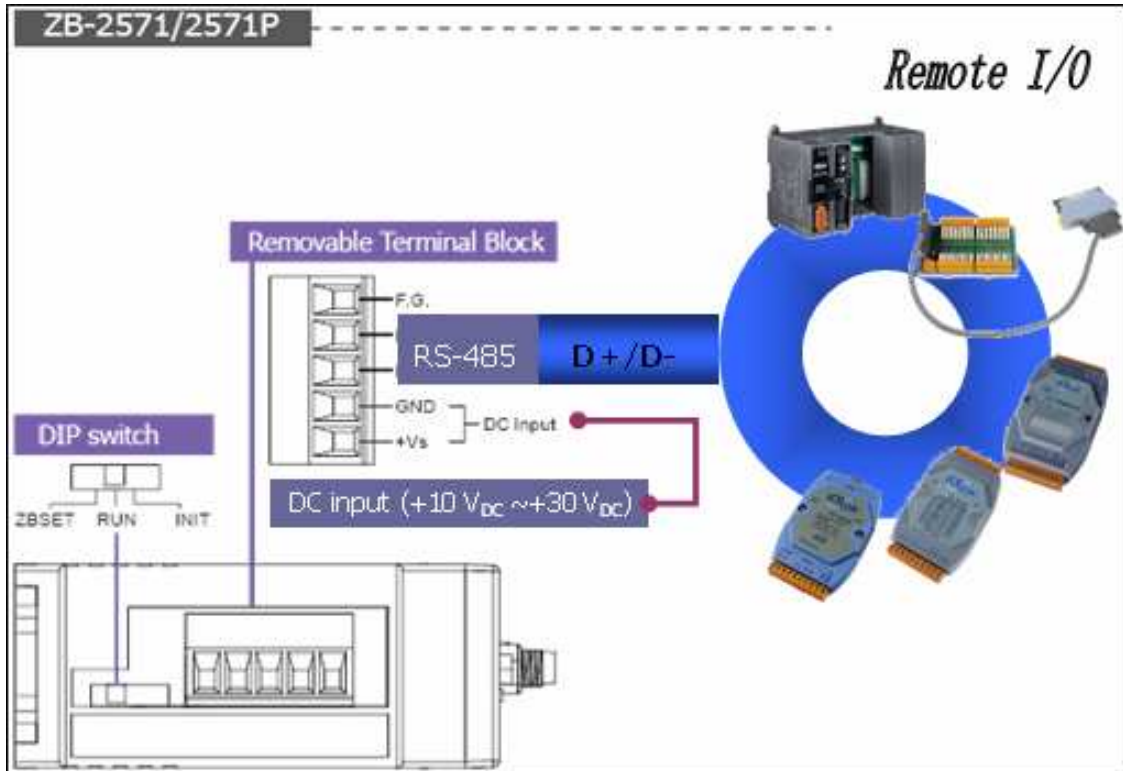 ZB-2571/2571P
Remote I/O
Removable Terminal Block
F.G.
RS-485
D+/D-
GND
DC Input
+Vs
DIP switch
ZBSET RUN INIT
DC input (+10 VDC ~+30 VDC)